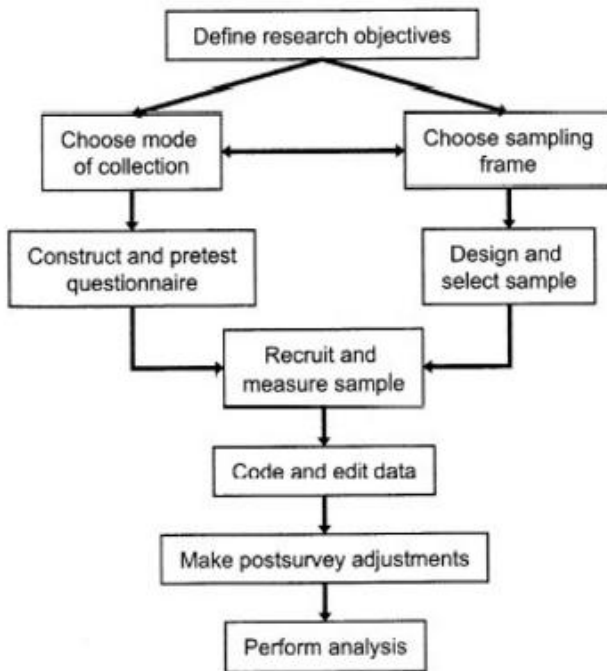 Define research objectives
Choose mode
of collection
Choose sampling
frame
Construct and pretest
questionnaire
Design and
select sample
Recruit and
measure sample
Code and edit data
Make postsurvey adjustments
Perform analysis